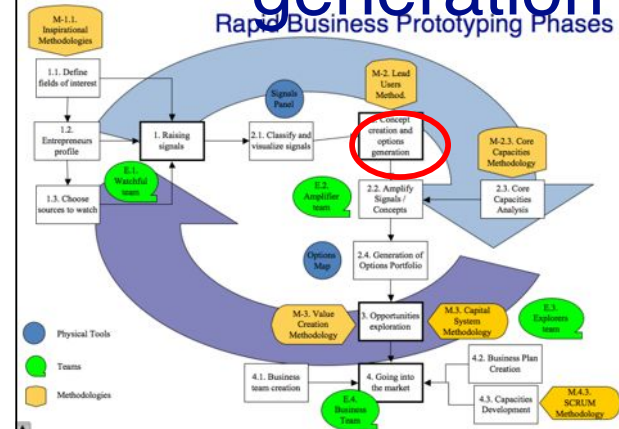 generation
Rapid Business Prototyping Phases
M-1.1.
Inspirational
Methodologies
1.1. Define
fields of interest
1.2.
Entrepreneurs
profile
1.3. Choose
sources to watch
1. Raising
signals
E.1.
Watchful
team
Signals
Panel
2.1. Classify and
visualize signals
M-2. Lead
Users
Method.
Concept
creation and
options
generation
M-2.3. Core
Capacities
Methodology
E.2.
Amplifier
team
2.2. Amplify
Signals /
Concepts
2.3. Core
Capacities
Analysis
Options
Map
2.4. Generation of
Options Portfolio
M-3. Value
Creation
Methodology
3. Opportunities
exploration
M.3. Capital
System
Methodology
E.3.
Explorers
team
Physical Tools
Teams
Methodologies
4.1. Business
team creation
4. Going into
the market
E.4.
Business
Team
4.2. Business Plan
Creation
4.3. Capacities
Development
M.4.3.
SCRUM
Methodology